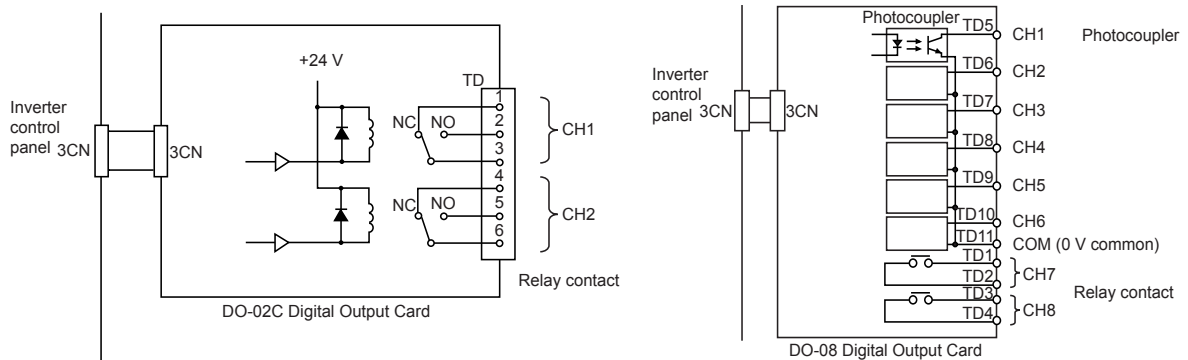 +24 V
TD
Inverter
control
panel
3CN
3CN
NC
NO
1
2
3
CH1
NC
NO
4
5
6
CH2
Relay contact
DO-02C Digital Output Card
Photocoupler
TD5
CH1
Photocoupler
TD6
CH2
Inverter
control
panel
3CN
3CN
TD7
CH3
TD8
CH4
TD9
CH5
TD10
CH6
TD11
COM (0 V common)
TD1
TD2
CH7
Relay contact
TD3
TD4
CH8
DO-08 Digital Output Card